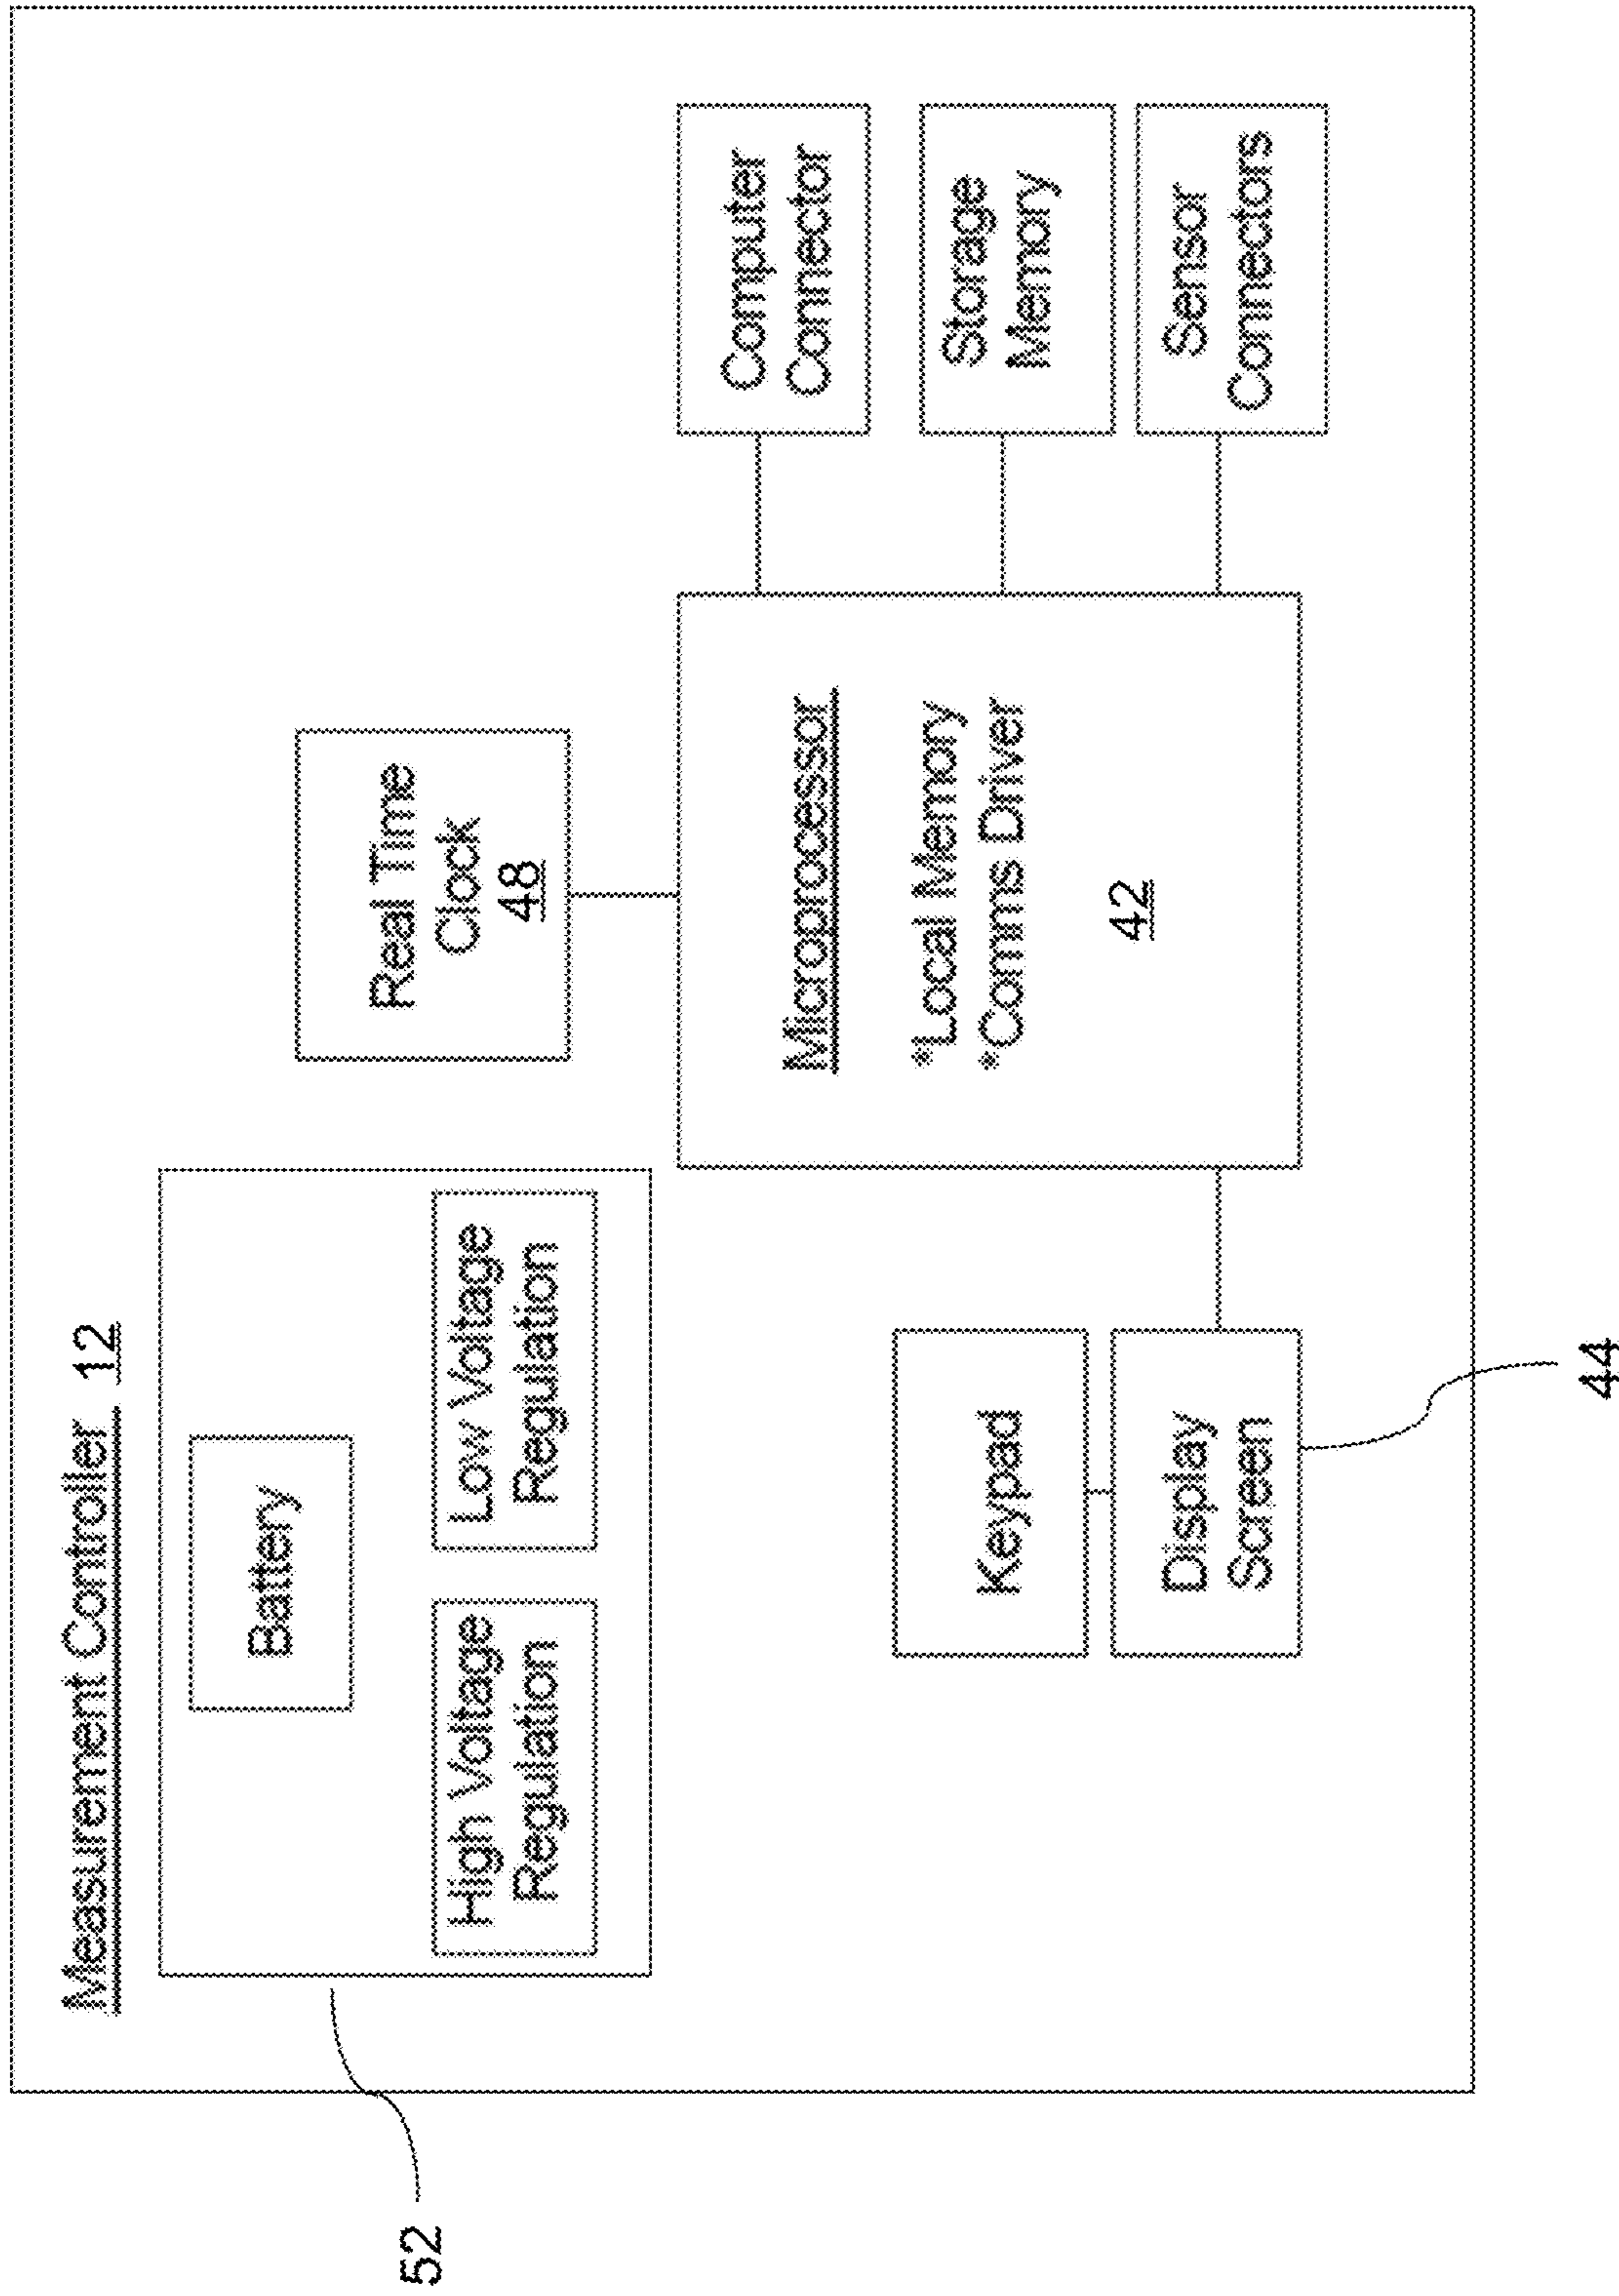 Measurement Controller 12
Battery
High Voltage
Regulation
Low Voltage
Regulation
52
Real Time
Clock
48
Microprocessor
*Local Memory
*Comms Driver
42
Computer
Connector
Storage
Memory
Sensor
Connectors
Keypad
Display
Screen
44